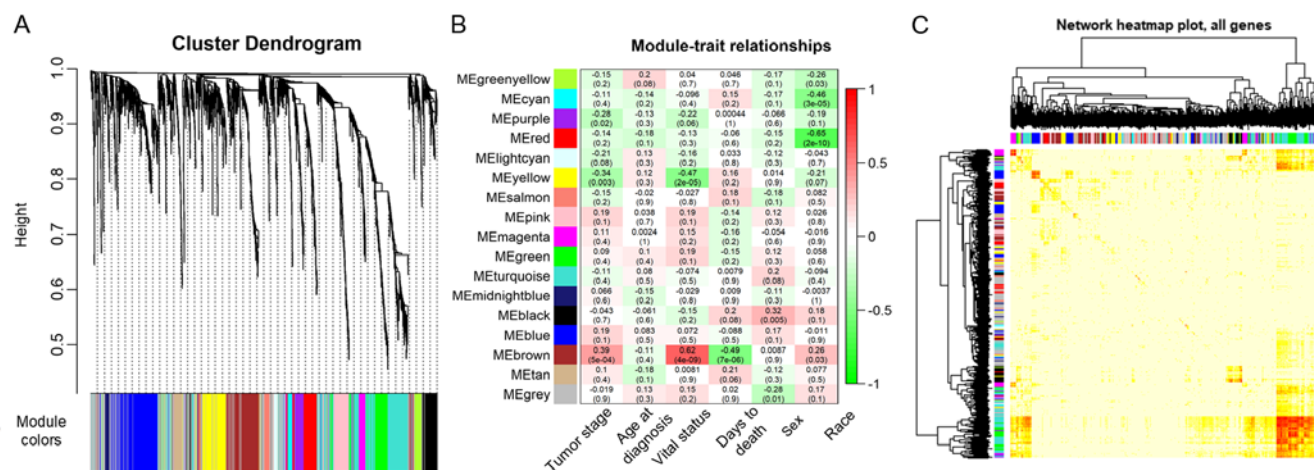 A
Cluster Dendrogram
Height
1.0
0.9
0.8
0.7
0.6
0.5
Module
colors
B
Module-trait relationships
MEgreenyellow -0.15 0.2 0.04 0.046 -0.17 -0.26
(0.2) (0.08) (0.7) (0.7) (0.1) (0.03)
MEcyan -0.11 -0.14 -0.096 0.15 -0.17 -0.46
(0.4) (0.2) (0.4) (0.2) (0.1) (3e-05)
MEpurple -0.28 -0.13 -0.22 0.00044 -0.066 -0.19
(0.02) (0.3) (0.06) (1) (0.6) (0.1)
MEred -0.14 -0.18 -0.13 -0.06 -0.15 -0.65
(0.2) (0.1) (0.3) (0.6) (0.2) (2e-10)
MElightcyan -0.21 0.13 -0.16 0.033 -0.12 -0.043
(0.08) (0.3) (0.2) (0.8) (0.3) (0.7)
MEyellow -0.34 0.12 -0.47 0.16 0.014 -0.21
(0.003) (0.3) (2e-05) (0.2) (0.9) (0.07)
MEsalmon -0.15 -0.02 -0.027 0.18 -0.18 0.082
(0.2) (0.9) (0.8) (0.1) (0.1) (0.5)
MEpink 0.19 0.038 0.19 -0.14 0.12 0.026
(0.1) (0.7) (0.1) (0.2) (0.3) (0.8)
MEmagenta 0.11 0.0024 0.15 -0.16 -0.054 -0.016
(0.4) (1) (0.2) (0.2) (0.6) (0.9)
MEgreen 0.09 0.1 0.19 -0.15 0.12 0.058
(0.4) (0.4) (0.1) (0.2) (0.3) (0.6)
MEturquoise -0.11 0.08 -0.074 0.0079 0.2 -0.094
(0.4) (0.5) (0.5) (0.9) (0.08) (0.4)
MEmidnightblue 0.066 -0.15 -0.029 0.009 -0.11 -0.0037
(0.6) (0.2) (0.8) (0.9) (0.3) (1)
MEblack -0.043 -0.061 -0.15 0.2 0.32 0.18
(0.7) (0.6) (0.2) (0.08) (0.005) (0.1)
MEblue 0.19 0.083 0.072 -0.088 0.17 -0.011
(0.1) (0.5) (0.5) (0.5) (0.1) (0.9)
MEbrown 0.39 -0.11 0.62 -0.49 0.0087 0.26
(5e-04) (0.4) (4e-09) (7e-06) (0.9) (0.03)
MEtan 0.1 -0.18 0.0081 0.21 -0.12 0.077
(0.4) (0.1) (0.9) (0.06) (0.3) (0.5)
MEgrey -0.019 0.13 0.15 0.02 -0.28 0.17
(0.9) (0.3) (0.2) (0.9) (0.01) (0.1)
Tumor stage
Age at
diagnosis
Vital status
Days to
death
Sex
Race
1
0.5
0
-0.5
-1
C
Network heatmap plot, all genes